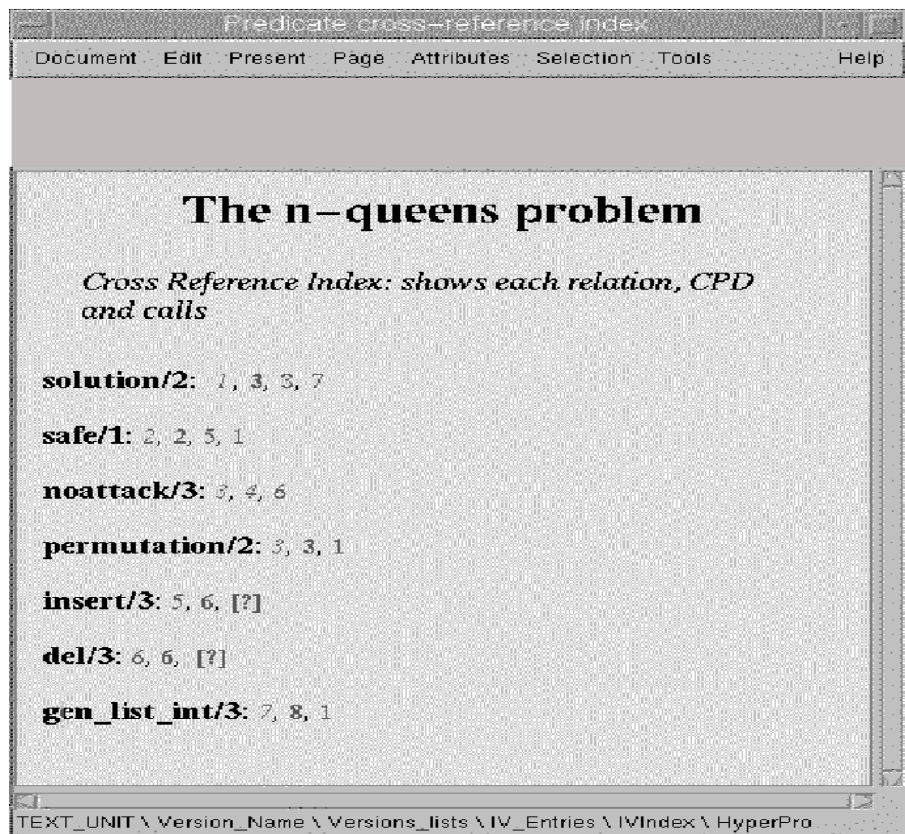 Predicate cross-reference index
Document Edit Present Page Attributes Selection Tools Help
The n-queens problem
Cross Reference Index: shows each relation, CPD
and calls
solution/2: 1, 3, 3, 7
safe/1: 2, 2, 5, 1
noattack/3: 3, 4, 6
permutation/2: 3, 3, 1
insert/3: 5, 6, [?]
del/3: 6, 6, [?]
gen_list_int/3: 7, 8, 1
TEXT_UNIT \ Version_Name \ Versions_lists \ IV_Entries \ IVIndex \ HyperPro